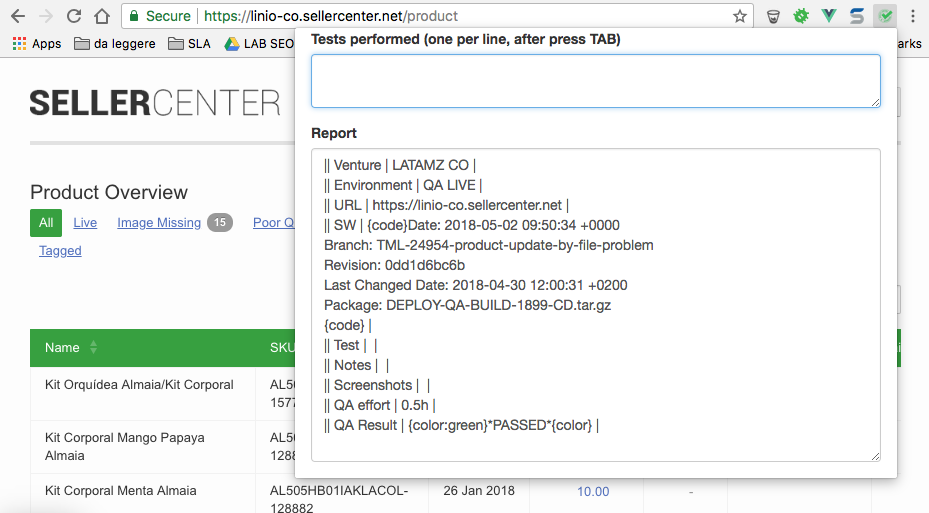 Secure https://linio-co.sellercenter.net/product
Apps da leggere SLA LAB SEO arks
Tests performed (one per line, after press TAB)
SELLERCENTER
Report
|| Venture | LATAMZ CO |
|| Environment | QA LIVE |
|| URL | https://linio-co.sellercenter.net |
|| SW | {code}Date: 2018-05-02 09:50:34 +0000
Branch: TML-24954-product-update-by-file-problem
Revision: 0dd1d6bc6b
Last Changed Date: 2018-04-30 12:00:31 +0200
Package: DEPLOY-QA-BUILD-1899-CD.tar.gz
{code} |
|| Test | |
|| Notes | |
|| Screenshots | |
|| QA effort | 0.5h |
|| QA Result | {color:green}*PASSED*{color} |
Product Overview
All Live Image Missing 15 Poor Q
Tagged
Name SKU
Kit Orquídea Almaia/Kit Corporal AL50
1577
Kit Corporal Mango Papaya AL50
Almaia 1288
Kit Corporal Menta Almaia AL505HB01IAKLACOL- 26 Jan 2018 10.00 -
128882